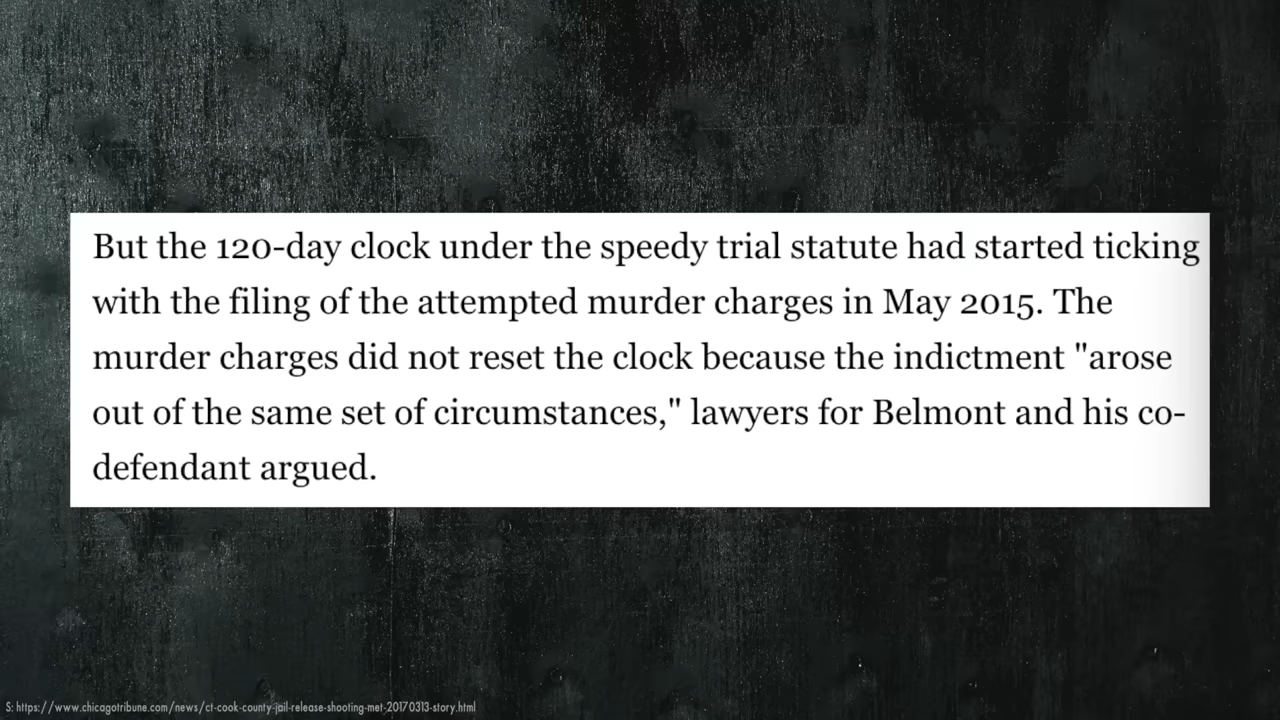 But the 120-day clock under the speedy trial statute had started ticking
with the filing of the attempted murder charges in May 2015. The
murder charges did not reset the clock because the indictment "arose
out of the same set of circumstances," lawyers for Belmont and his co-
defendant argued.
S: https://www.chicagotribune.com/news/ct-cook-county-jail-release-shooting-met-20170313-story.html